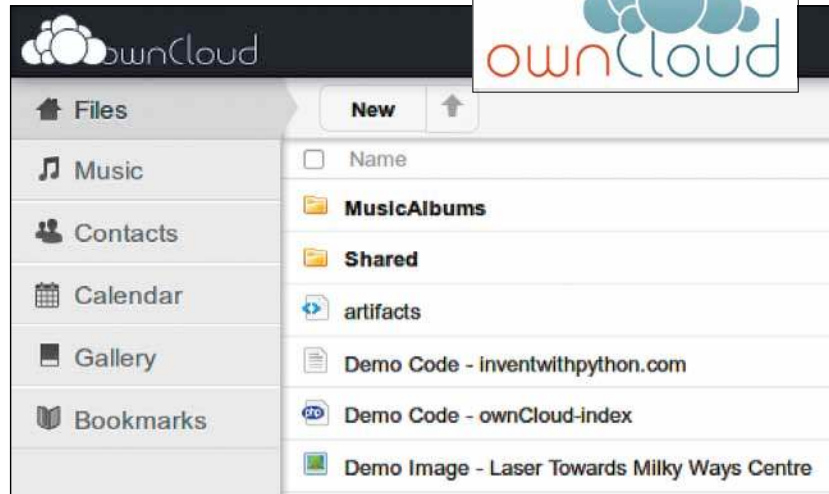 ownCloud
ownCloud
Files
New
Name
Music
MusicAlbums
Contacts
Shared
Calendar
artifacts
Gallery
Demo Code - inventwithpython.com
Bookmarks
php
Demo Code - ownCloud-index
Demo Image - Laser Towards Milky Ways Centre